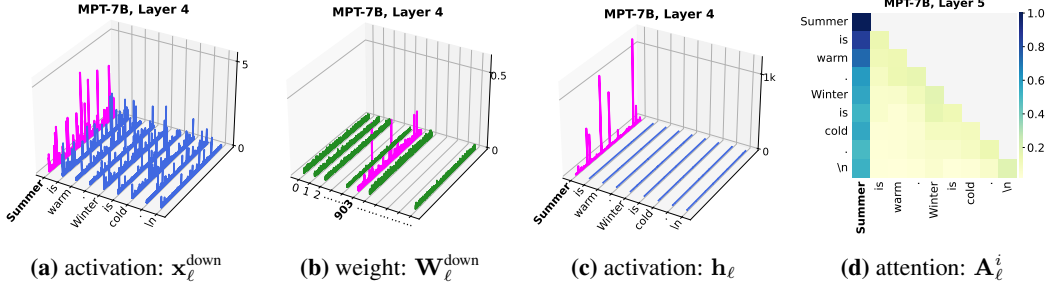 MPT-7B, Layer 4
5
0
Summer
is
warm
.
Winter
is
cold
.
\n
(a) activation: x_ℓ^down
MPT-7B, Layer 4
0.5
0
0
1
2
903
(b) weight: W_ℓ^down
MPT-7B, Layer 4
1k
0
Summer
is
warm
.
Winter
is
cold
.
\n
(c) activation: h_ℓ
MPT-7B, Layer 5
Summer
is
warm
.
Winter
is
cold
.
\n
Summer
is
warm
.
Winter
is
cold
.
\n
1.0
0.8
0.6
0.4
0.2
(d) attention: A_ℓ^i